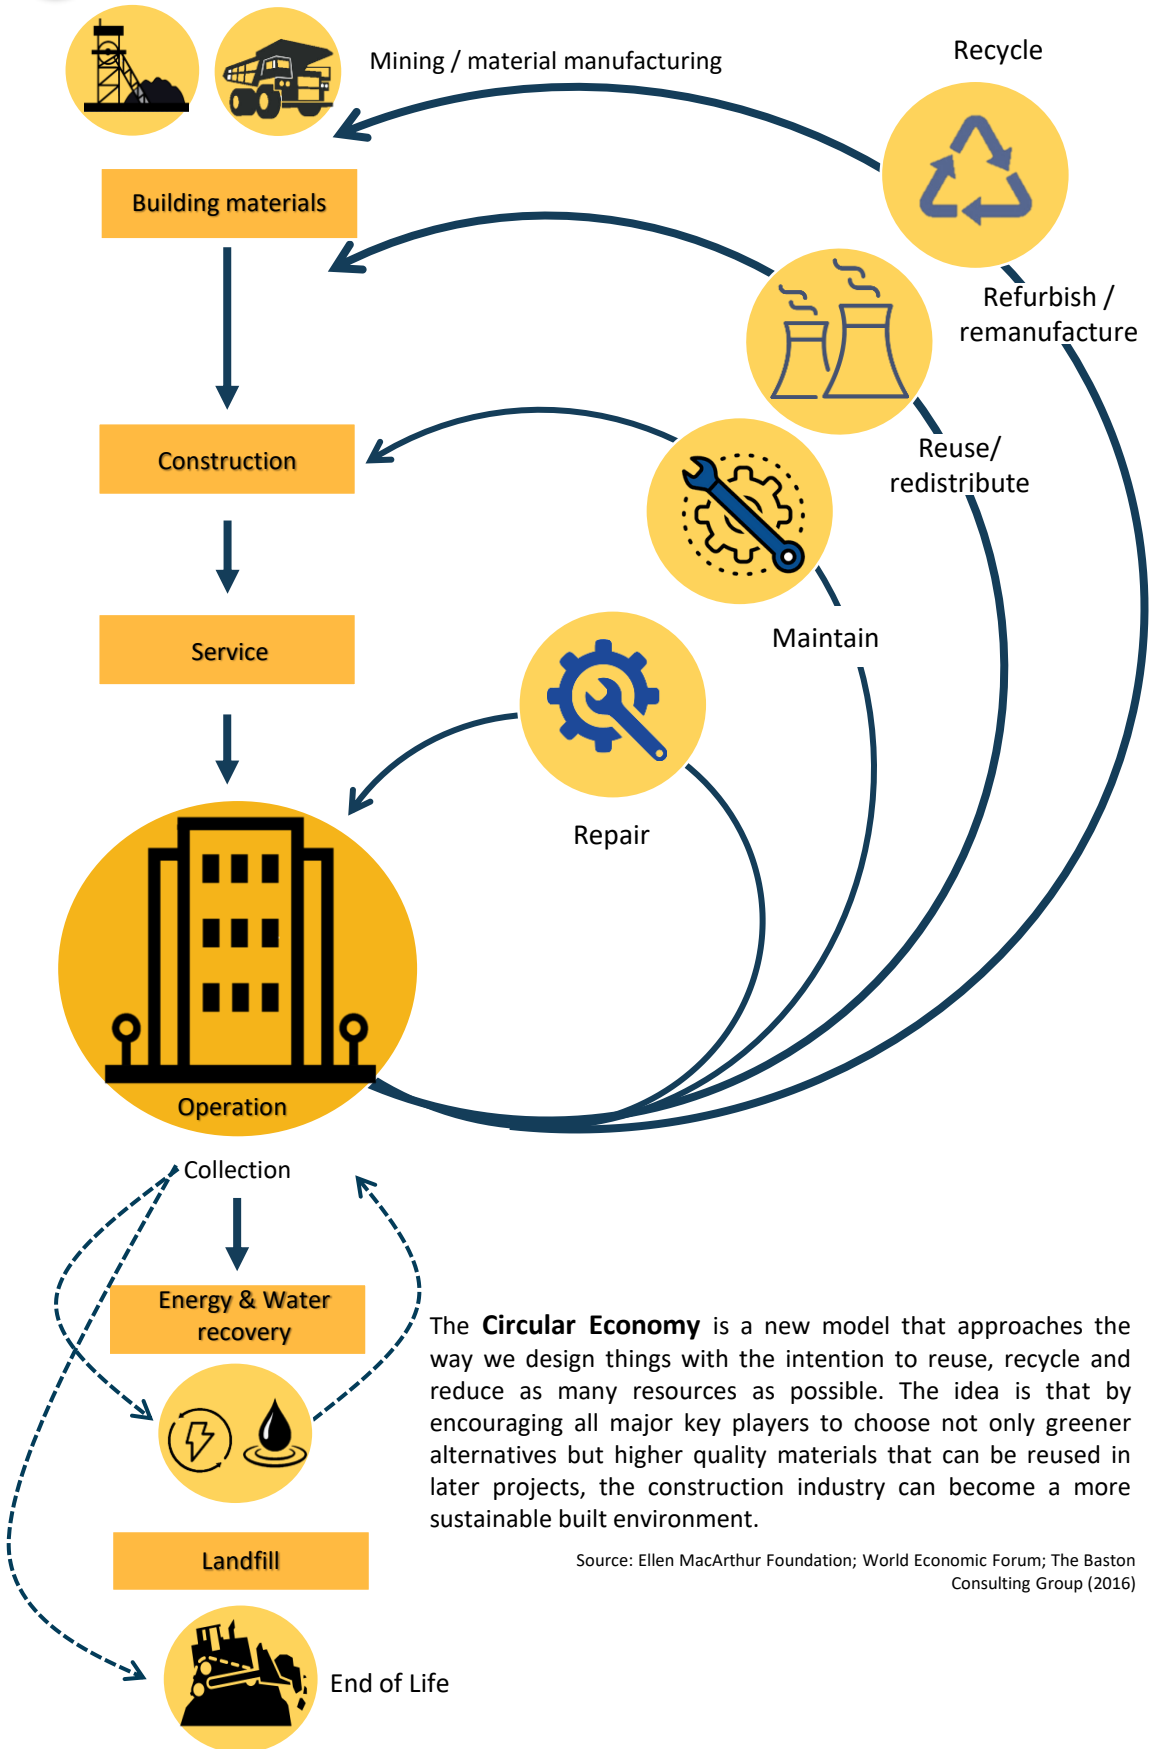 Mining / material manufacturing
Recycle
Building materials
Refurbish /
remanufacture
Construction
Reuse/
redistribute
Service
Maintain
Repair
Operation
Collection
Energy & Water
recovery
The Circular Economy is a new model that approaches the
way we design things with the intention to reuse, recycle and
reduce as many resources as possible. The idea is that by
encouraging all major key players to choose not only greener
alternatives but higher quality materials that can be reused in
later projects, the construction industry can become a more
sustainable built environment.
Source: Ellen MacArthur Foundation; World Economic Forum; The Baston
Consulting Group (2016)
Landfill
End of Life